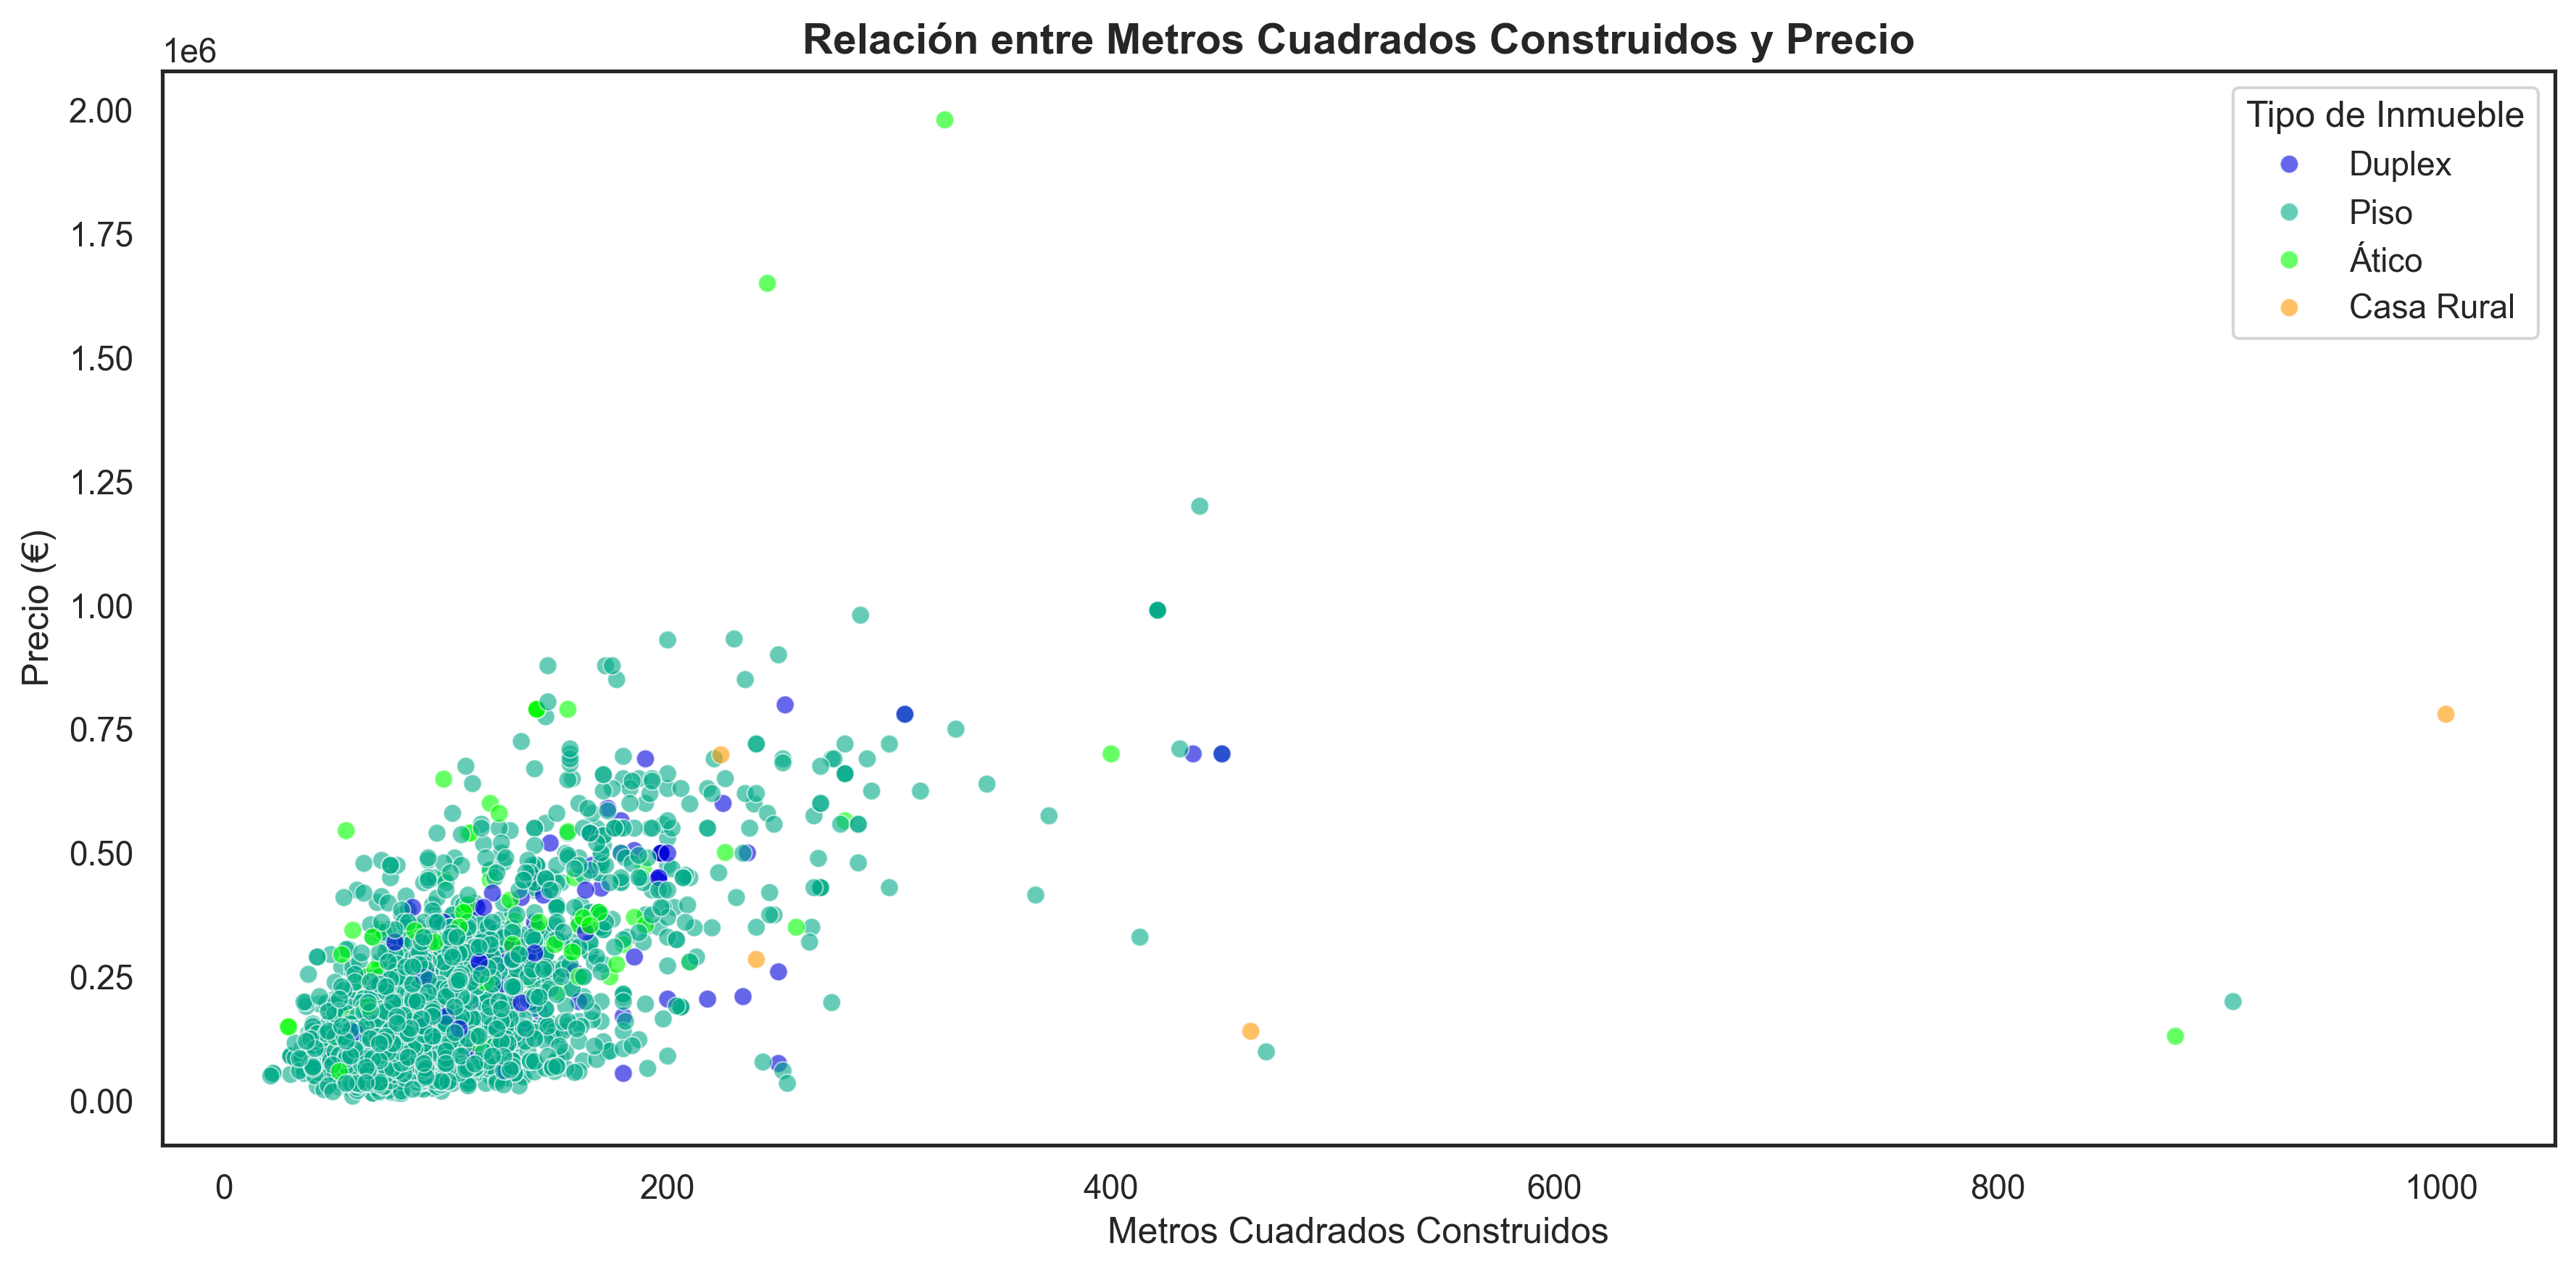 Relación entre Metros Cuadrados Construidos y Precio
1e6
2.00
1.75
1.50
1.25
1.00
0.75
0.50
0.25
0.00
Precio (€)
Tipo de Inmueble
Duplex
Piso
Ático
Casa Rural
0 200 400 600 800 1000
Metros Cuadrados Construidos